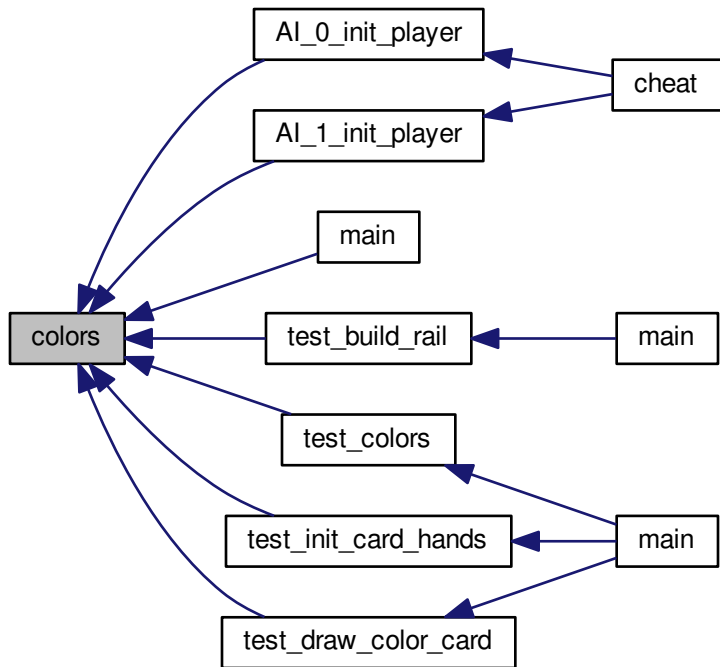 AI_0_init_player
cheat
AI_1_init_player
main
colors
test_build_rail
main
test_colors
test_init_card_hands
main
test_draw_color_card